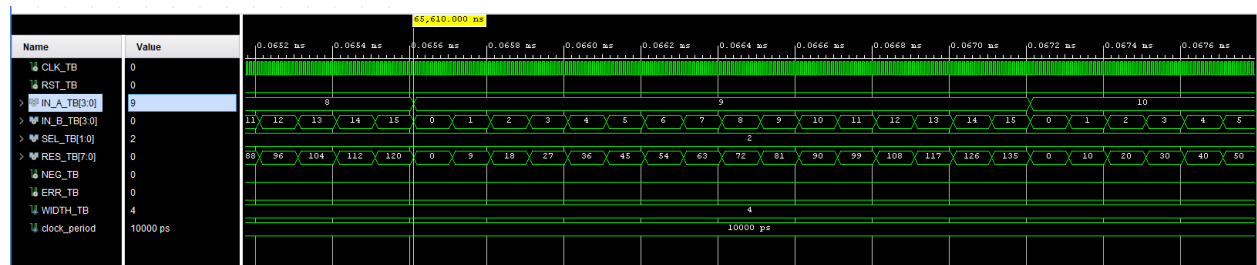 65,610.000 ns
Name Value 0.0652 ms 0.0654 ms 0.0656 ms 0.0658 ms 0.0660 ms 0.0662 ms 0.0664 ms 0.0666 ms 0.0668 ms 0.0670 ms 0.0672 ms 0.0674 ms 0.0676 ms
CLK_TB 0
RST_TB 0
> IN_A_TB[3:0] 9 8 9 10
> IN_B_TB[3:0] 0 11 12 13 14 15 0 1 2 3 4 5 6 7 8 9 10 11 12 13 14 15 0 1 2 3 4 5
> SEL_TB[1:0] 2 2
> RES_TB[7:0] 0 88 96 104 112 120 0 9 18 27 36 45 54 63 72 81 90 99 108 117 126 135 0 10 20 30 40 50
NEG_TB 0
ERR_TB 0
WIDTH_TB 4 4
clock_period 10000 ps 10000 ps